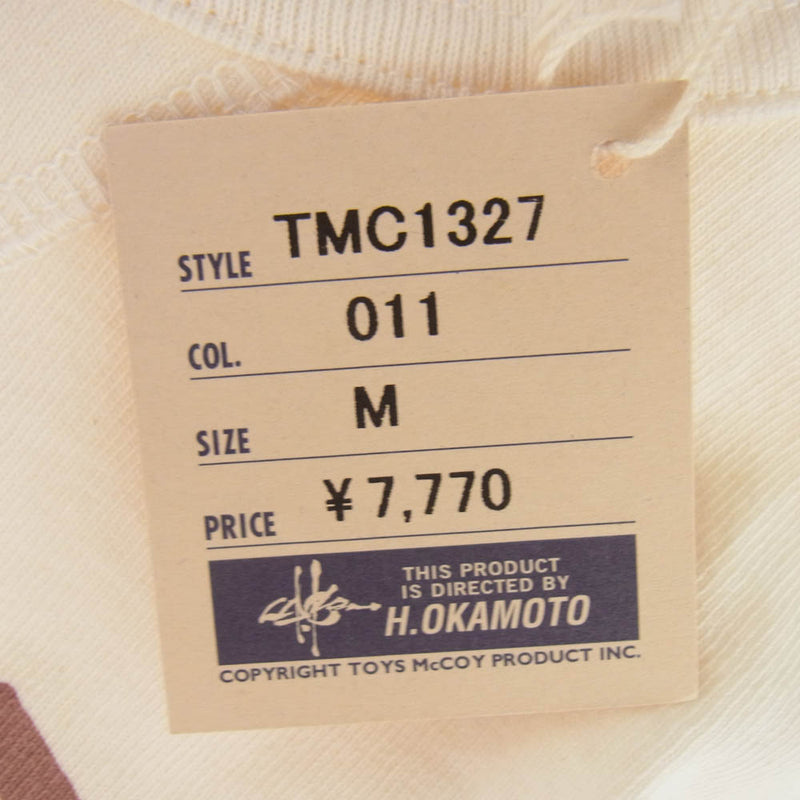 STYLE TMC1327
COL. 011
SIZE M
PRICE ¥7,770
THIS PRODUCT
IS DIRECTED BY
H.OKAMOTO
COPYRIGHT TOYS McCOY PRODUCT INC.